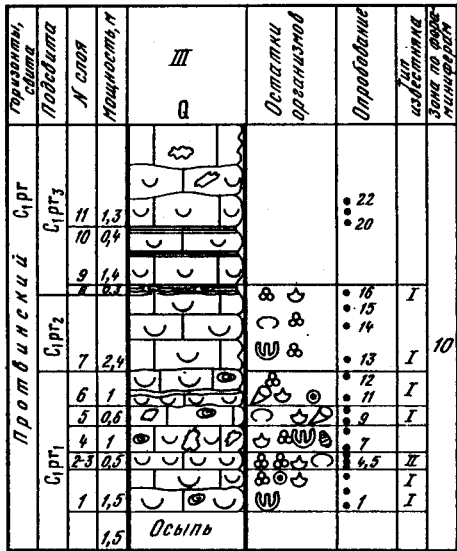 Горизонты, свита
Подсвита
N слоя
Мощность, м
III
Q
Остатки организмов
Опробование
Тип известняка
Зона по фора-
миниферам
Протвинский C₁pr
C₁pr₃
C₁pr₂
C₁pr₁
11 1,3
10 0,4
9 1,4
8 0,3
7 2,4
6 1
5 0,6
4 1
2-3 0,5
1 1,5
1,5 Осыпь
22
20
16 I
15
14
13 I
12
11 I
9 I
7
4,5 II
I
1 I
10